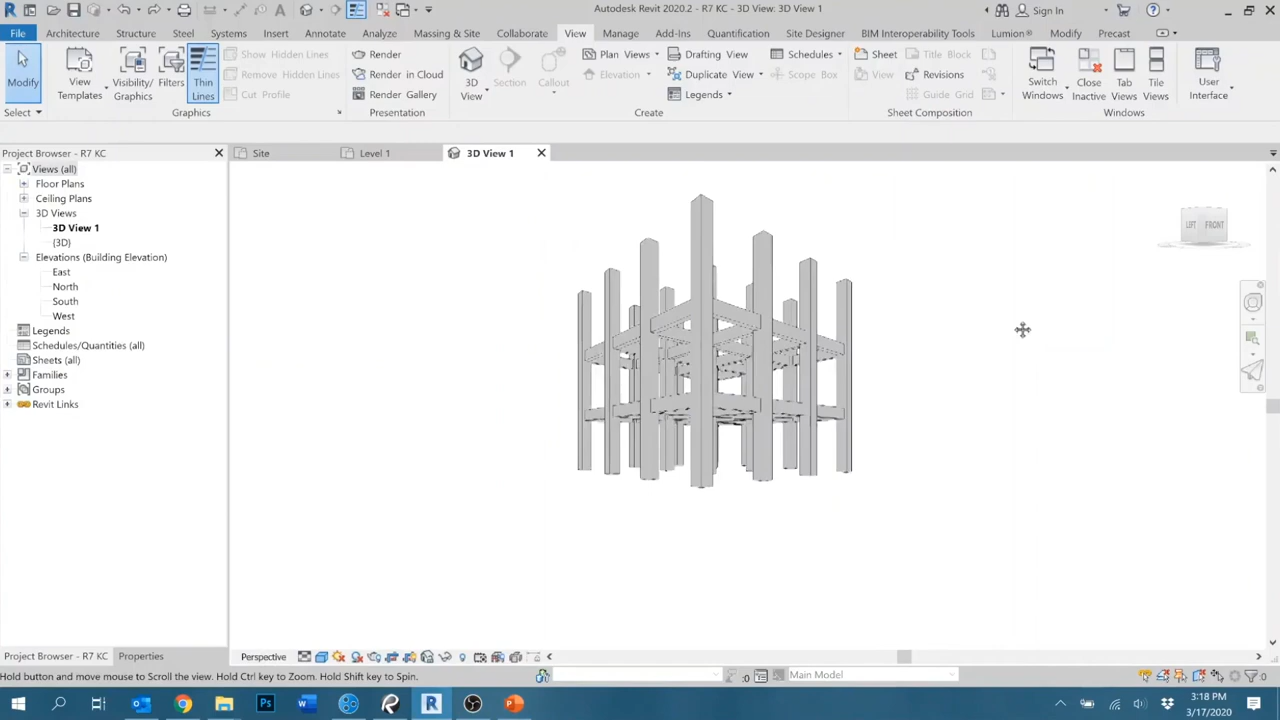 Autodesk Revit 2020.2 - R7 KC - 3D View: 3D View 1
Sign In
File Architecture Structure Steel Systems Insert Annotate Analyze Massing & Site Collaborate View Manage Add-Ins Quantification Site Designer BIM Interoperability Tools Lumion® Modify Precast
Modify
View Templates
Visibility/ Graphics
Filters
Thin Lines
Show Hidden Lines
Remove Hidden Lines
Cut Profile
Render
Render in Cloud
Render Gallery
3D View
Section
Callout
Plan Views
Elevation
Drafting View
Duplicate View
Legends
Schedules
Scope Box
Sheet
View
Title Block
Revisions
Guide Grid
Switch Windows
Close Inactive
Tab Views
Tile Views
User Interface
Select Graphics Presentation Create Sheet Composition Windows
Project Browser - R7 KC
Site Level 1 3D View 1
Views (all)
Floor Plans
Ceiling Plans
3D Views
3D View 1
{3D}
Elevations (Building Elevation)
East
North
South
West
Legends
Schedules/Quantities (all)
Sheets (all)
Families
Groups
Revit Links
LEFT FRONT
Project Browser - R7 KC Properties
Perspective
Hold button and move mouse to Scroll the view. Hold Ctrl key to Zoom. Hold Shift key to Spin.
:0 Main Model :0
3:18 PM
3/17/2020